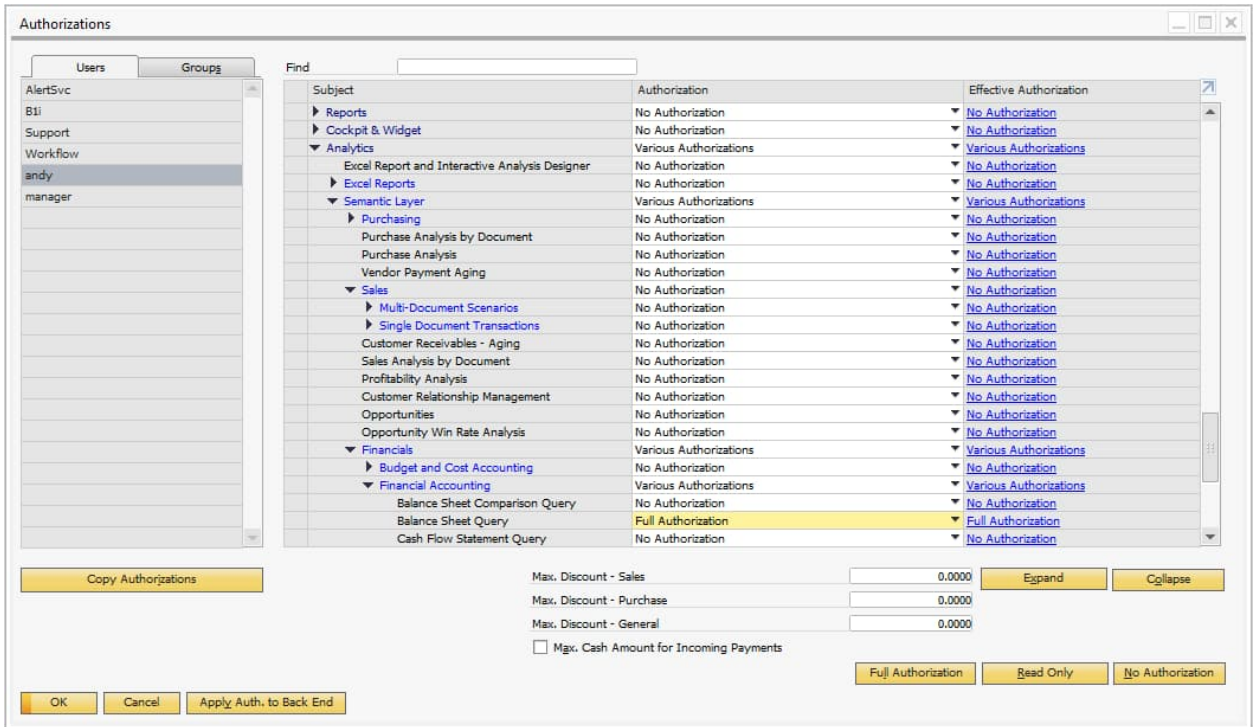 Authorizations
Users Groups Find
Subject Authorization Effective Authorization
AlertSvc
B1i
Support
Workflow
andy
manager
Reports No Authorization No Authorization
Cockpit & Widget No Authorization No Authorization
Analytics Various Authorizations Various Authorizations
Excel Report and Interactive Analysis Designer No Authorization No Authorization
Excel Reports No Authorization No Authorization
Semantic Layer Various Authorizations Various Authorizations
Purchasing No Authorization No Authorization
Purchase Analysis by Document No Authorization No Authorization
Purchase Analysis No Authorization No Authorization
Vendor Payment Aging No Authorization No Authorization
Sales No Authorization No Authorization
Multi-Document Scenarios No Authorization No Authorization
Single Document Transactions No Authorization No Authorization
Customer Receivables - Aging No Authorization No Authorization
Sales Analysis by Document No Authorization No Authorization
Profitability Analysis No Authorization No Authorization
Customer Relationship Management No Authorization No Authorization
Opportunities No Authorization No Authorization
Opportunity Win Rate Analysis No Authorization No Authorization
Financials Various Authorizations Various Authorizations
Budget and Cost Accounting No Authorization No Authorization
Financial Accounting Various Authorizations Various Authorizations
Balance Sheet Comparison Query No Authorization No Authorization
Balance Sheet Query Full Authorization Full Authorization
Cash Flow Statement Query No Authorization No Authorization
Copy Authorizations
Max. Discount - Sales 0.0000 Expand Collapse
Max. Discount - Purchase 0.0000
Max. Discount - General 0.0000
Max. Cash Amount for Incoming Payments
Full Authorization Read Only No Authorization
OK Cancel Apply Auth. to Back End